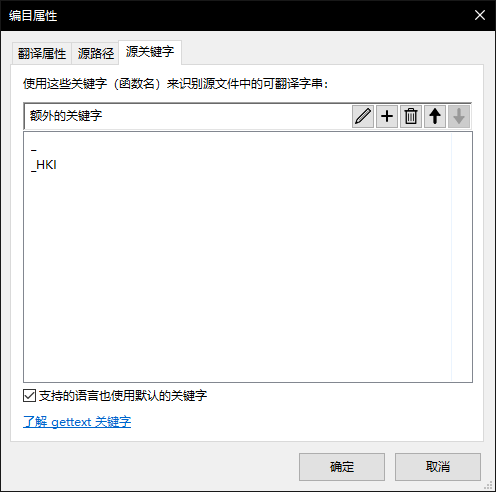 编目属性
翻译属性 源路径 源关键字
使用这些关键字（函数名）来识别源文件中的可翻译字串：
额外的关键字
_
_HKI
支持的语言也使用默认的关键字
了解 gettext 关键字
确定 取消